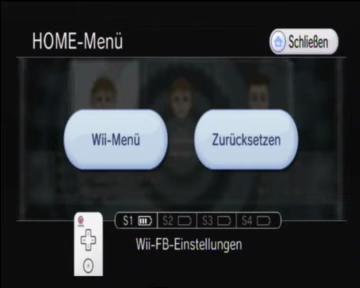 HOME-Menü
Schließen
Wii-Menü
Zurücksetzen
S1 S2 S3 S4
Wii-FB-Einstellungen